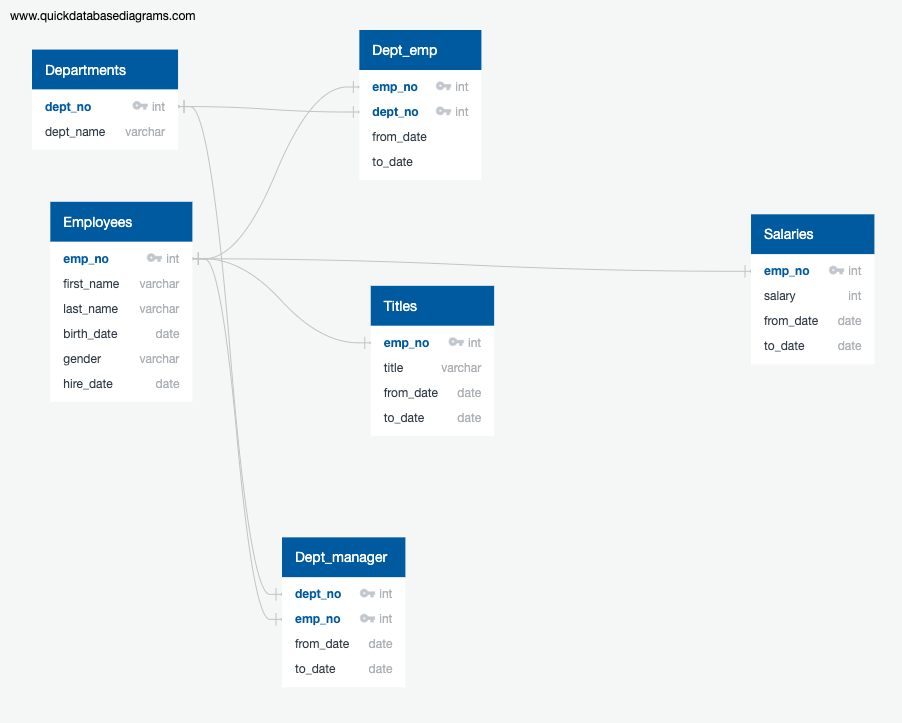 www.quickdatabasediagrams.com
Departments
dept_no int
dept_name varchar
Dept_emp
emp_no int
dept_no int
from_date
to_date
Employees
emp_no int
first_name varchar
last_name varchar
birth_date date
gender varchar
hire_date date
Salaries
emp_no int
salary int
from_date date
to_date date
Titles
emp_no int
title varchar
from_date date
to_date date
Dept_manager
dept_no int
emp_no int
from_date date
to_date date